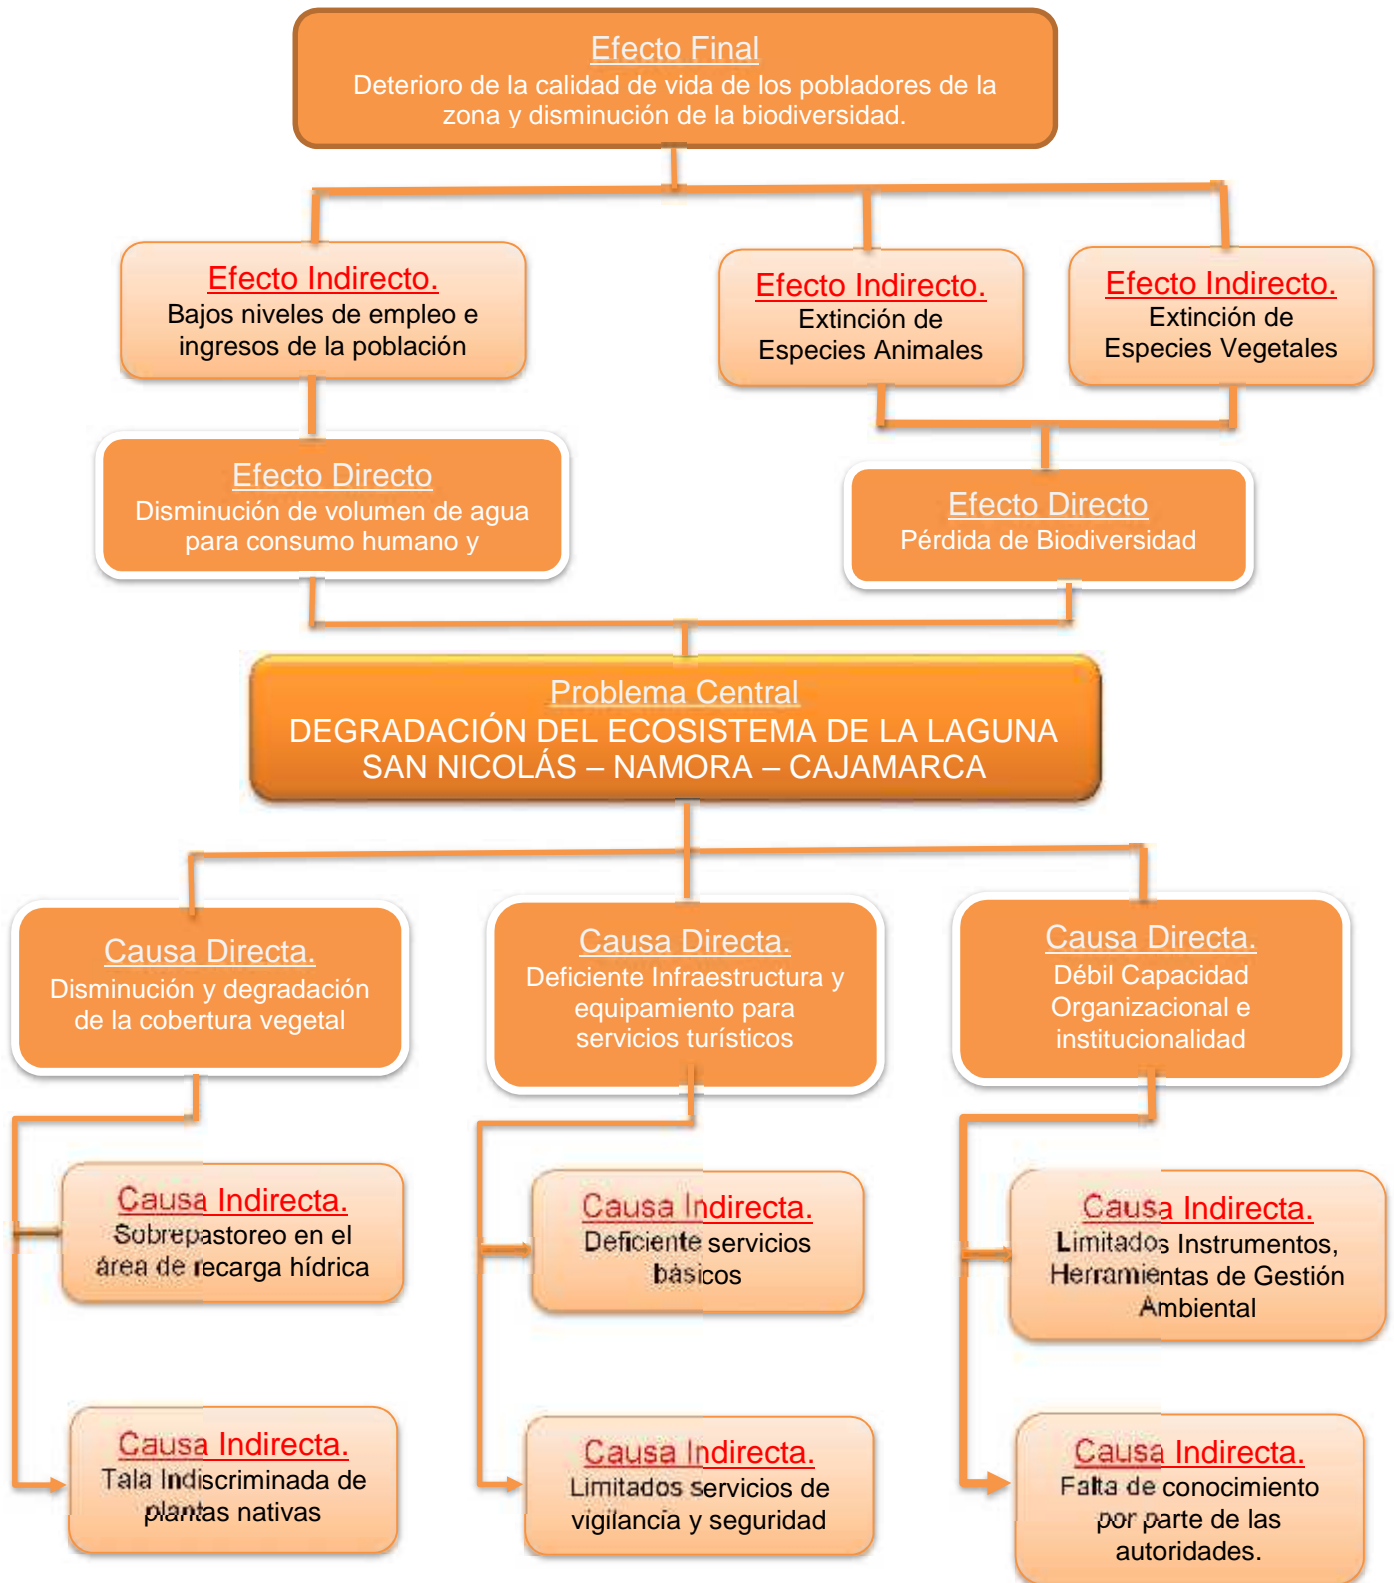 Efecto Final
Deterioro de la calidad de vida de los pobladores de la
zona y disminución de la biodiversidad.
Efecto Indirecto.
Bajos niveles de empleo e
ingresos de la población
Efecto Indirecto.
Extinción de
Especies Animales
Efecto Indirecto.
Extinción de
Especies Vegetales
Efecto Directo
Disminución de volumen de agua
para consumo humano y
Efecto Directo
Pérdida de Biodiversidad
Problema Central
DEGRADACIÓN DEL ECOSISTEMA DE LA LAGUNA
SAN NICOLÁS – NAMORA – CAJAMARCA
Causa Directa.
Disminución y degradación
de la cobertura vegetal
Causa Directa.
Deficiente Infraestructura y
equipamiento para
servicios turísticos
Causa Directa.
Débil Capacidad
Organizacional e
institucionalidad
Causa Indirecta.
Sobrepastoreo en el
área de recarga hídrica
Causa Indirecta.
Deficiente servicios
básicos
Causa Indirecta.
Limitados Instrumentos,
Herramientas de Gestión
Ambiental
Causa Indirecta.
Tala Indiscriminada de
plantas nativas
Causa Indirecta.
Limitados servicios de
vigilancia y seguridad
Causa Indirecta.
Falta de conocimiento
por parte de las
autoridades.